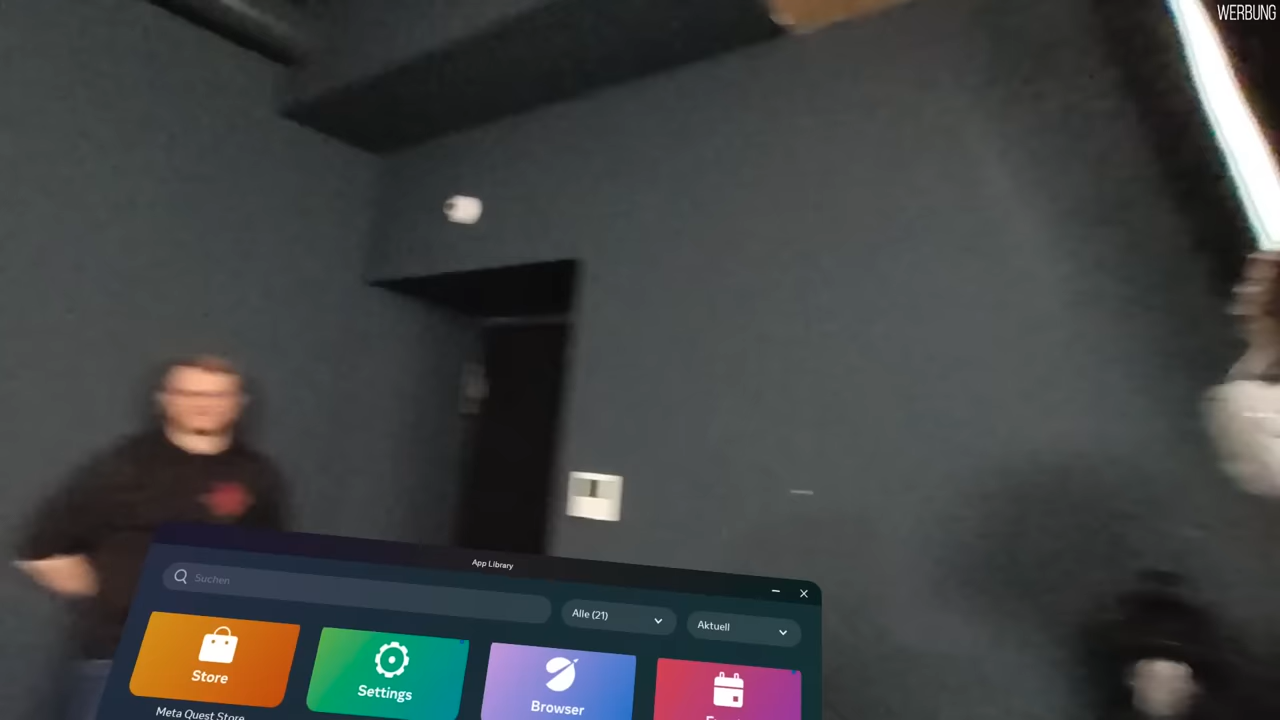 WERBUNG
App Library
Suchen
Alle (21)
Aktuell
Store
Settings
Browser
Meta Quest Store